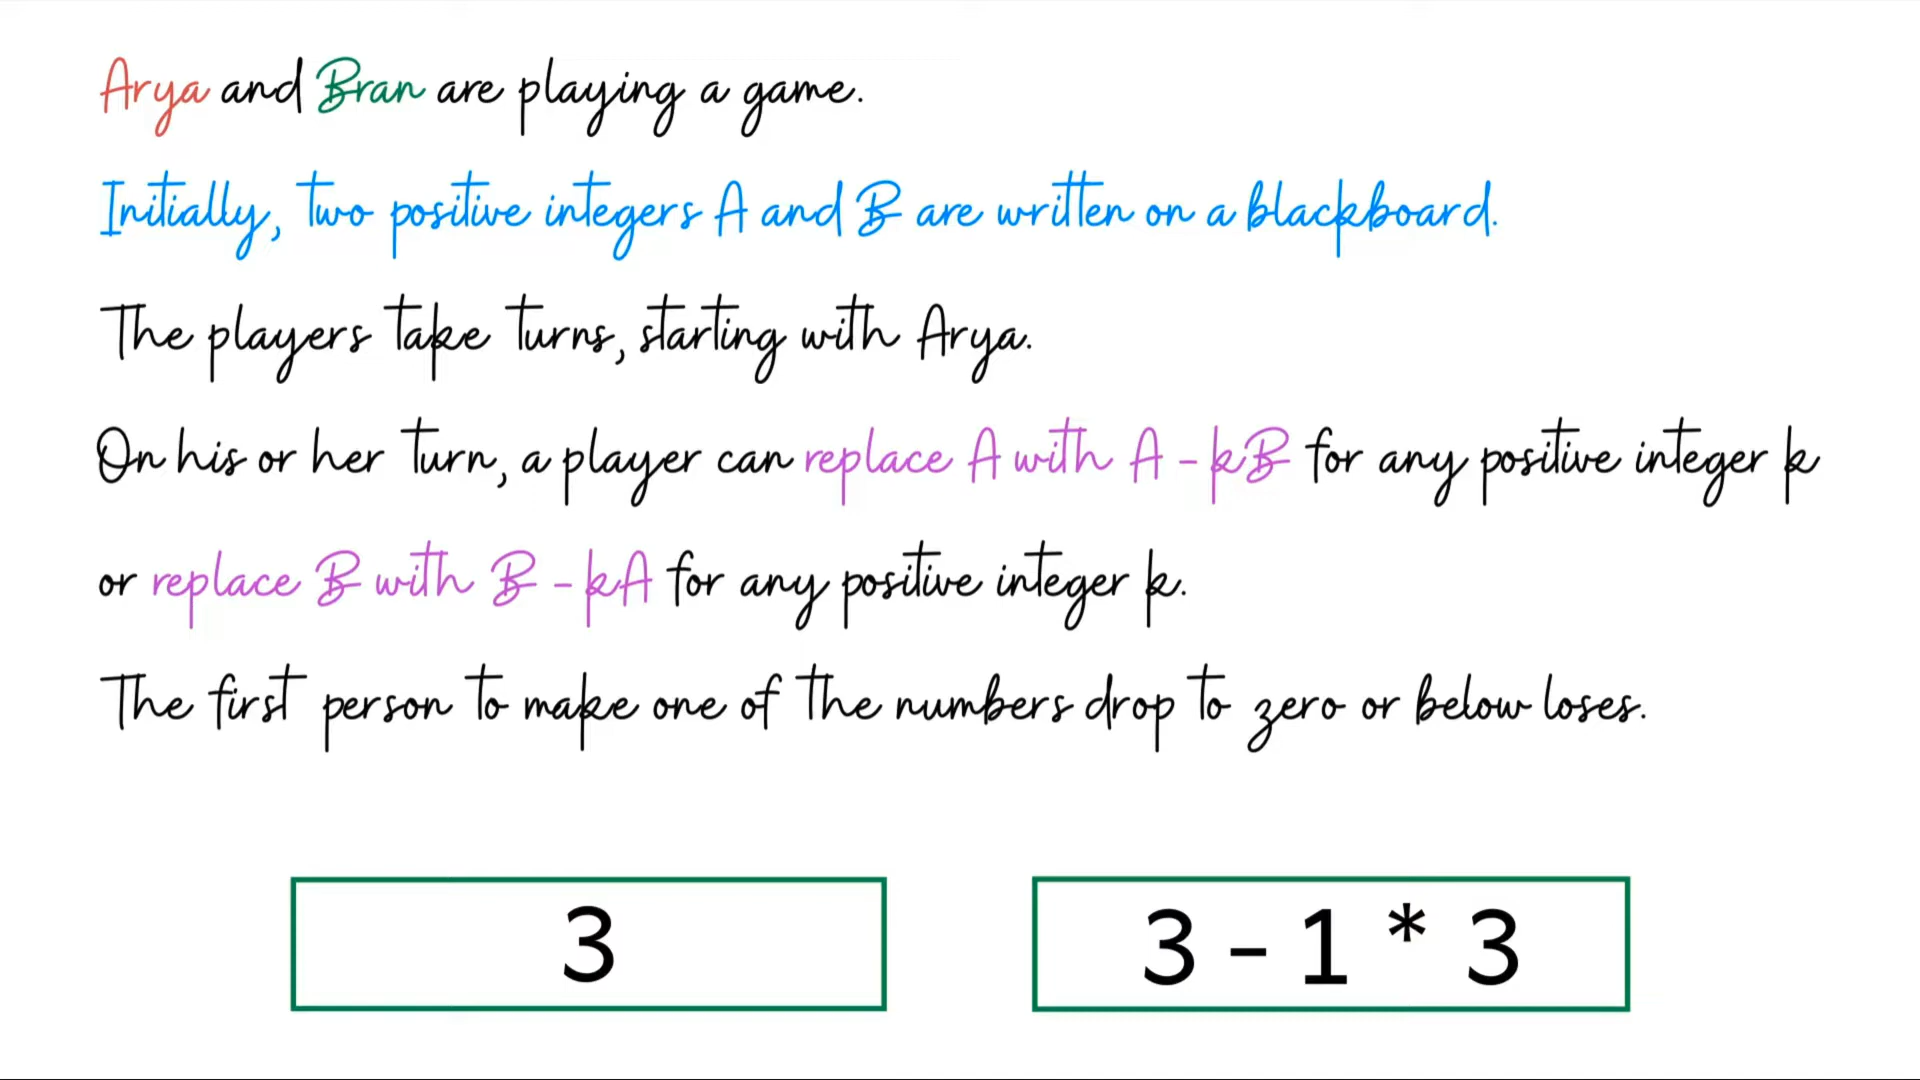 Arya and Bran are playing a game.
Initially, two positive integers A and B are written on a blackboard.
The players take turns, starting with Arya.
On his or her turn, a player can replace A with A - kB for any positive integer k
or replace B with B - kA for any positive integer k.
The first person to make one of the numbers drop to zero or below loses.
3
3 - 1 * 3